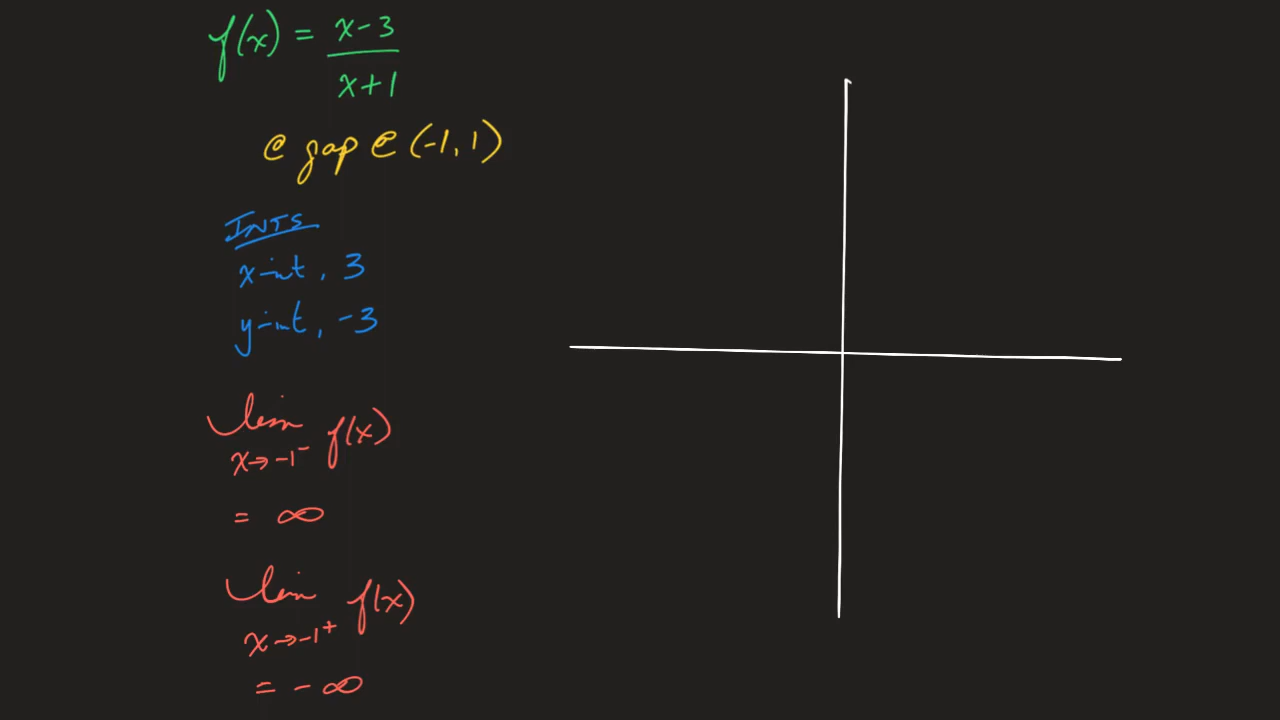 f(x) = x-3 / x+1
@ gap @ (-1, 1)
INTS
x-int, 3
y-int, -3
lim f(x)
x→-1⁻
= ∞
lim f(x)
x→-1⁺
= -∞